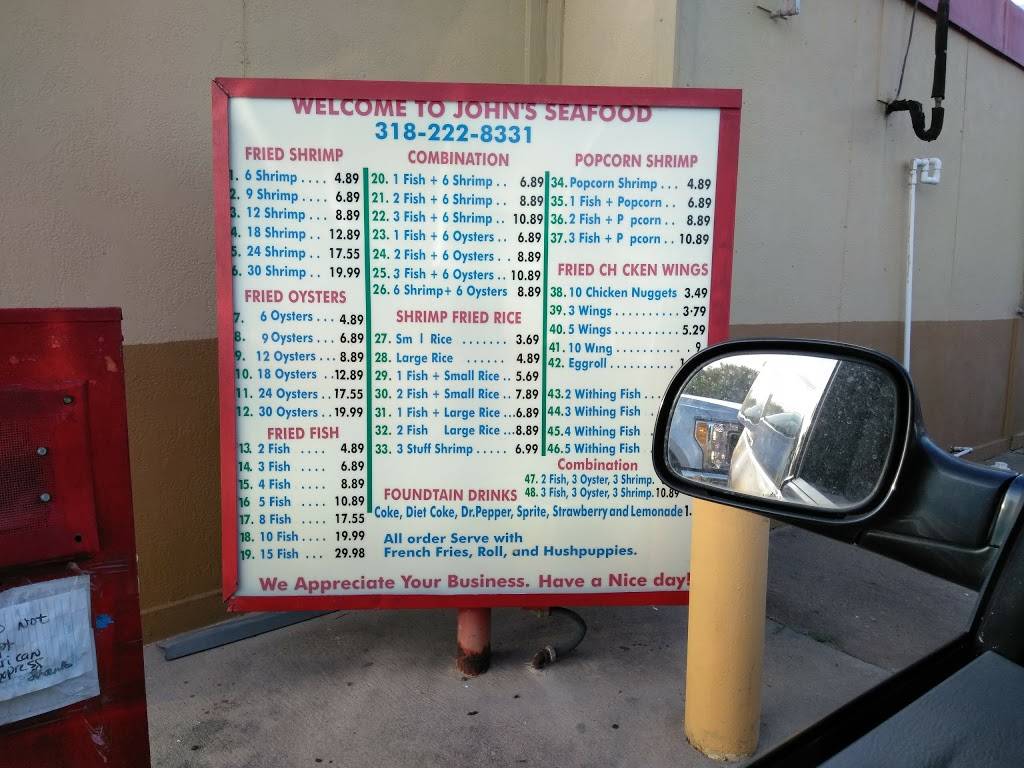 WELCOME TO JOHN'S SEAFOOD
318-222-8331
FRIED SHRIMP
1. 6 Shrimp .... 4.89
2. 9 Shrimp .... 6.89
3. 12 Shrimp ... 8.89
4. 18 Shrimp .. 12.89
5. 24 Shrimp .. 17.55
6. 30 Shrimp .. 19.99
FRIED OYSTERS
7. 6 Oysters ... 4.89
8. 9 Oysters ... 6.89
9. 12 Oysters ... 8.89
10. 18 Oysters ..12.89
11. 24 Oysters ..17.55
12. 30 Oysters ..19.99
FRIED FISH
13. 2 Fish .... 4.89
14. 3 Fish .... 6.89
15. 4 Fish .... 8.89
16 5 Fish .... 10.89
17. 8 Fish .... 17.55
18. 10 Fish .... 19.99
19. 15 Fish ... 29.98
COMBINATION
20. 1 Fish + 6 Shrimp .. 6.89
21. 2 Fish + 6 Shrimp .. 8.89
22. 3 Fish + 6 Shrimp .. 10.89
23. 1 Fish + 6 Oysters .. 6.89
24. 2 Fish + 6 Oysters .. 8.89
25. 3 Fish + 6 Oysters .. 10.89
26. 6 Shrimp+ 6 Oysters 8.89
SHRIMP FRIED RICE
27. Sm l Rice ........ 3.69
28. Large Rice ...... 4.89
29. 1 Fish + Small Rice .. 5.69
30. 2 Fish + Small Rice .. 7.89
31. 1 Fish + Large Rice ...6.89
32. 2 Fish Large Rice ...8.89
33. 3 Stuff Shrimp ..... 6.99
FOUNDTAIN DRINKS
Coke, Diet Coke, Dr.Pepper, Sprite, Strawberry and Lemonade 1.
All order Serve with
French Fries, Roll, and Hushpuppies.
POPCORN SHRIMP
34. Popcorn Shrimp ... 4.89
35. 1 Fish + Popcorn .. 6.89
36. 2 Fish + P pcorn .. 8.89
37. 3 Fish + P pcorn .. 10.89
FRIED CH CKEN WINGS
38. 10 Chicken Nuggets 3.49
39. 3 Wings ........... 3.79
40. 5 Wings ........... 5.29
41. 10 Wing .......... 9
42. Eggroll ...........
43. 2 Withing Fish ...
44. 3 Withing Fish
45. 4 Withing Fish
46. 5 Withing Fish
Combination
47. 2 Fish, 3 Oyster, 3 Shrimp.
48. 3 Fish, 3 Oyster, 3 Shrimp. 10.89
We Appreciate Your Business. Have a Nice day!
Not